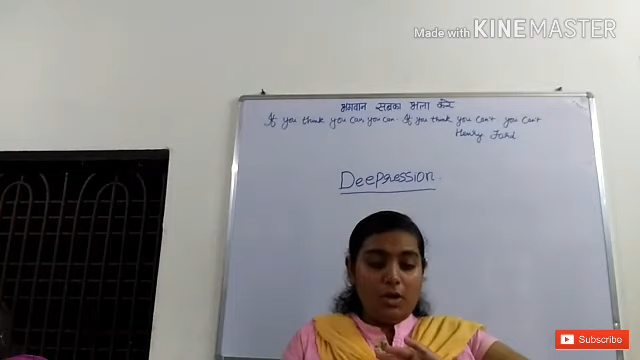 Made with KINEMASTER
भगवान सबका भला करे
If you think you can you can. If you think you can't you can't
Henry Ford
Deepression.
Subscribe